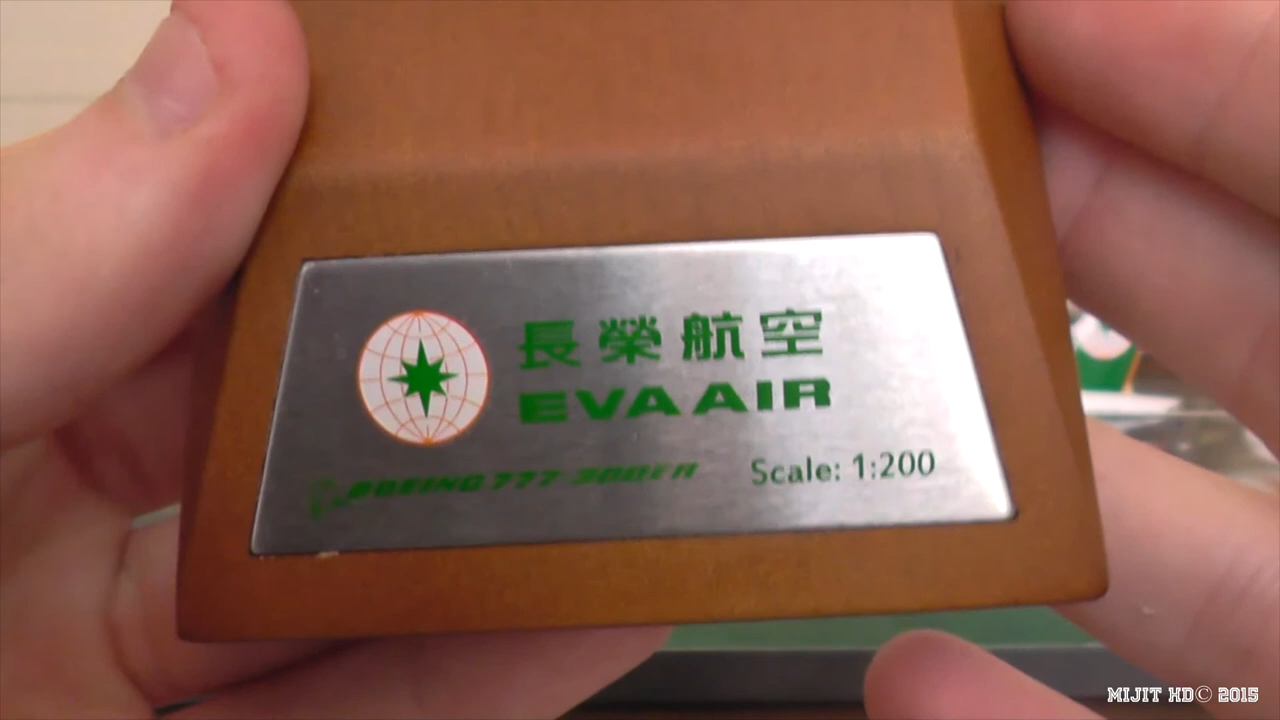 長榮航空
EVA AIR
BOEING 777-300ER
Scale: 1:200
MIJIT HD© 2015